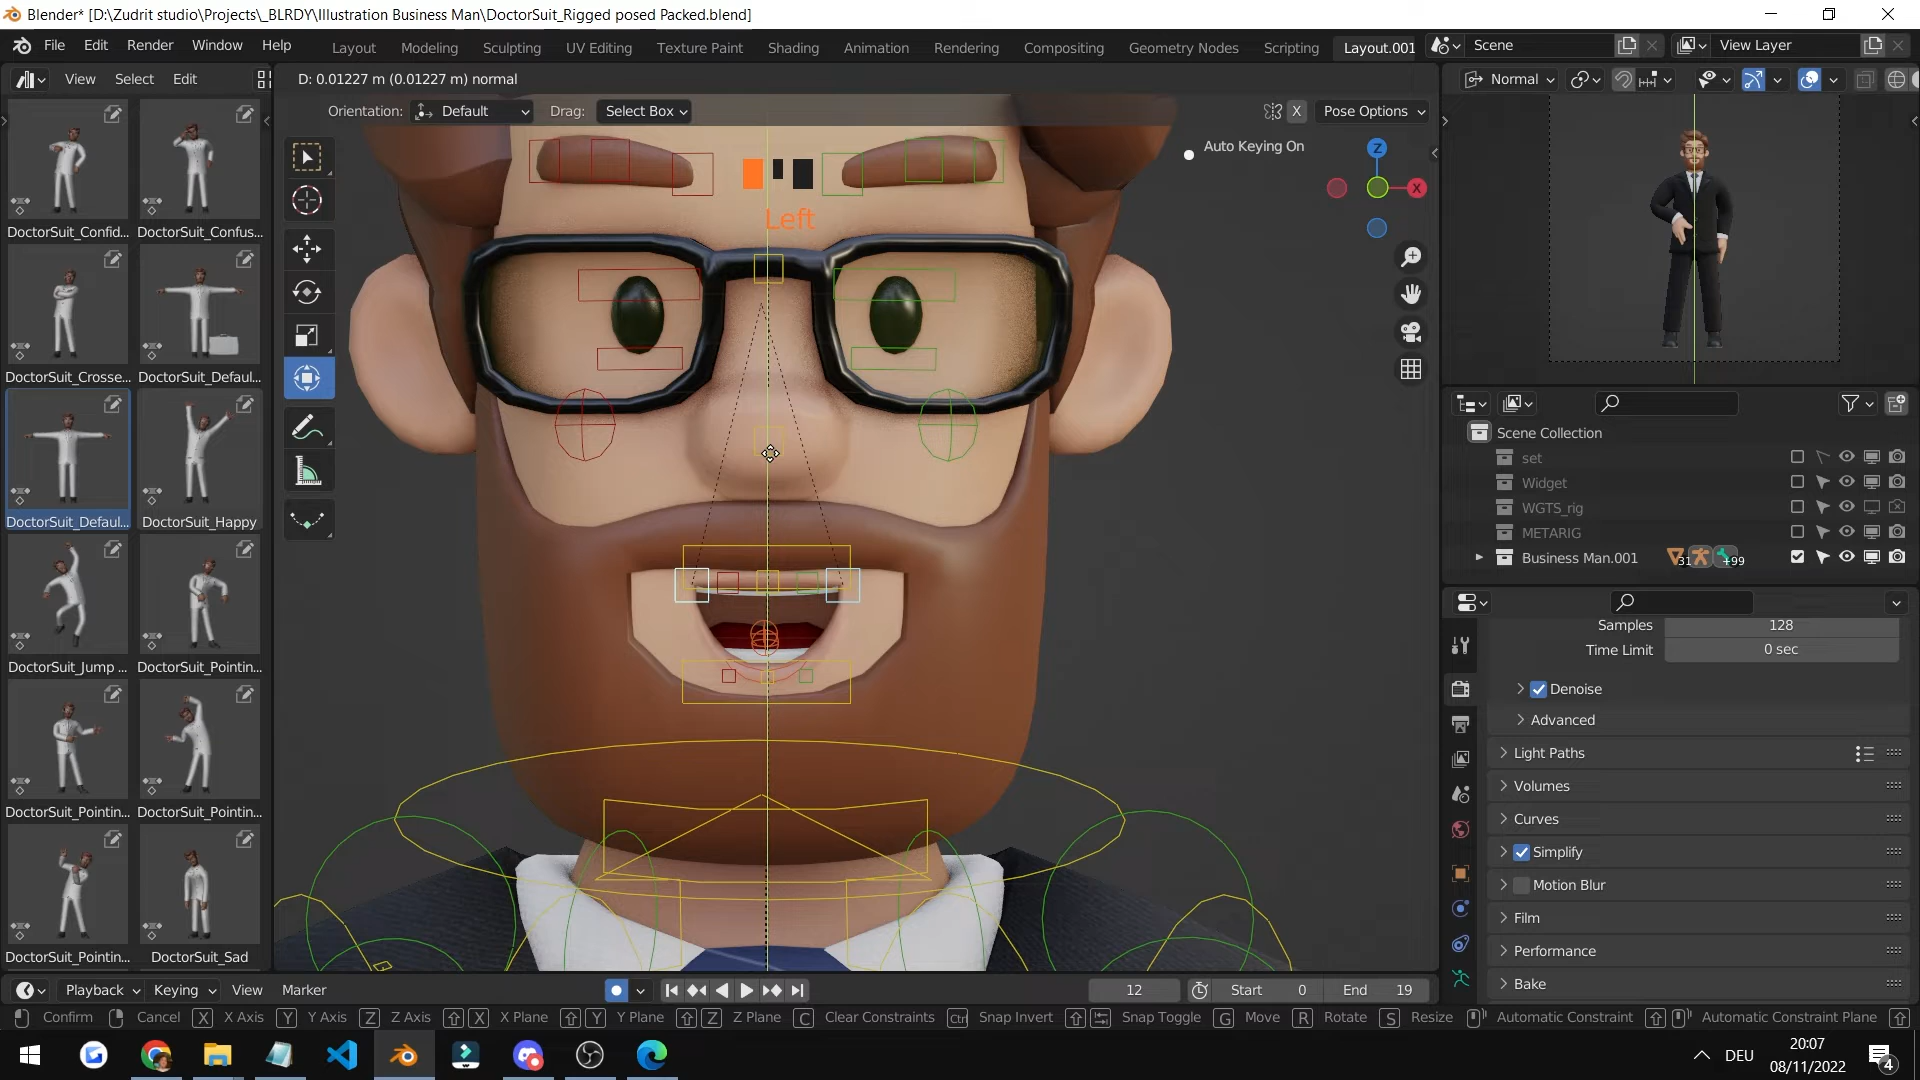 Blender* [D:\Zudrit studio\Projects\_BLRDY\Illustration Business Man\DoctorSuit_Rigged posed Packed.blend]
File Edit Render Window Help
Layout Modeling Sculpting UV Editing Texture Paint Shading Animation Rendering Compositing Geometry Nodes Scripting Layout.001
Scene
View Layer
View Select Edit
D: 0.01227 m (0.01227 m) normal
Normal
Orientation: Default Drag: Select Box
X Pose Options
Auto Keying On
Z
X
Left
DoctorSuit_Confid...
DoctorSuit_Confus...
DoctorSuit_Crosse...
DoctorSuit_Defaul...
DoctorSuit_Defaul...
DoctorSuit_Happy
DoctorSuit_Jump ...
DoctorSuit_Pointin...
DoctorSuit_Pointin...
DoctorSuit_Pointin...
DoctorSuit_Pointin...
DoctorSuit_Sad
Scene Collection
set
Widget
WGTS_rig
METARIG
Business Man.001
31
+99
Samples 128
Time Limit 0 sec
Denoise
Advanced
Light Paths
Volumes
Curves
Simplify
Motion Blur
Film
Performance
Bake
Playback Keying View Marker
12
Start 0
End 19
Confirm Cancel X X Axis Y Y Axis Z Z Axis X X Plane Y Y Plane Z Z Plane C Clear Constraints Ctrl Snap Invert Snap Toggle G Move R Rotate S Resize Automatic Constraint Automatic Constraint Plane
DEU
20:07
08/11/2022
4